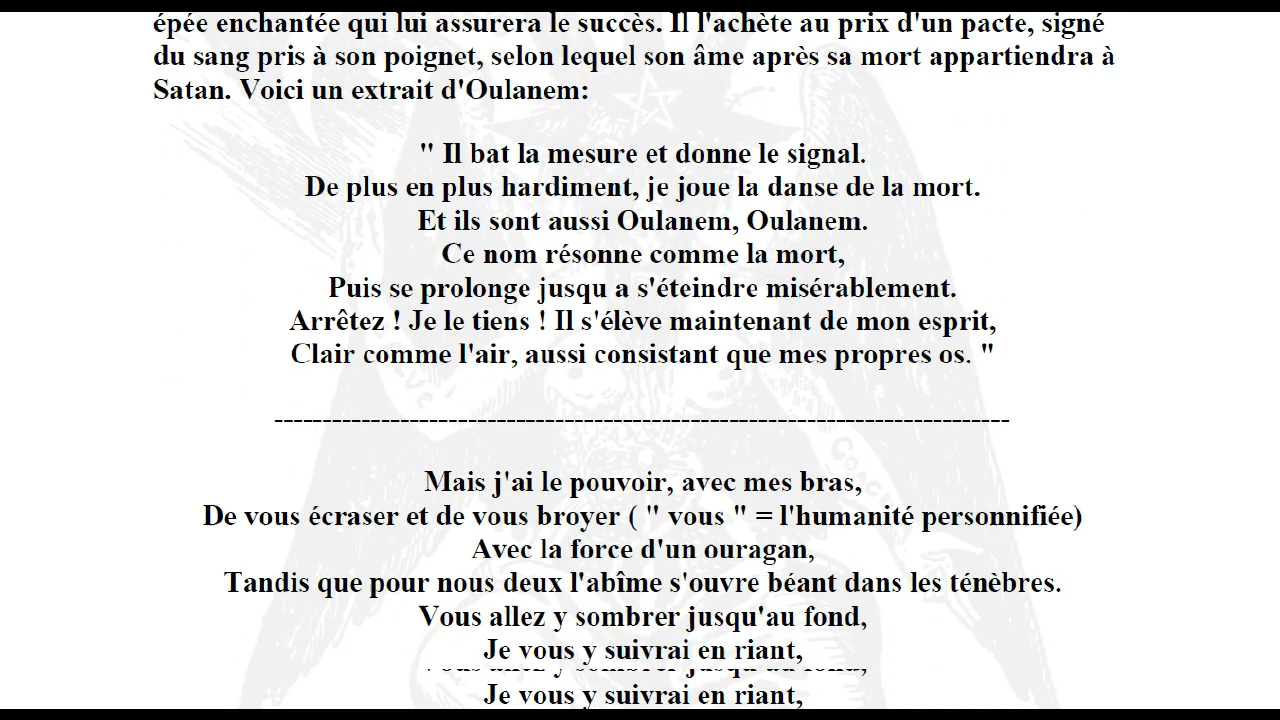 épée enchantée qui lui assurera le succès. Il l'achète au prix d'un pacte, signé
du sang pris à son poignet, selon lequel son âme après sa mort appartiendra à
Satan. Voici un extrait d'Oulanem:
" Il bat la mesure et donne le signal.
De plus en plus hardiment, je joue la danse de la mort.
Et ils sont aussi Oulanem, Oulanem.
Ce nom résonne comme la mort,
Puis se prolonge jusqu a s'éteindre misérablement.
Arrêtez ! Je le tiens ! Il s'élève maintenant de mon esprit,
Clair comme l'air, aussi consistant que mes propres os. "
-----------------------------------------------------------------------------
Mais j'ai le pouvoir, avec mes bras,
De vous écraser et de vous broyer ( " vous " = l'humanité personnifiée)
Avec la force d'un ouragan,
Tandis que pour nous deux l'abîme s'ouvre béant dans les ténèbres.
Vous allez y sombrer jusqu'au fond,
Je vous y suivrai en riant,
Vous allez y sombrer jusqu'au fond,
Je vous y suivrai en riant,